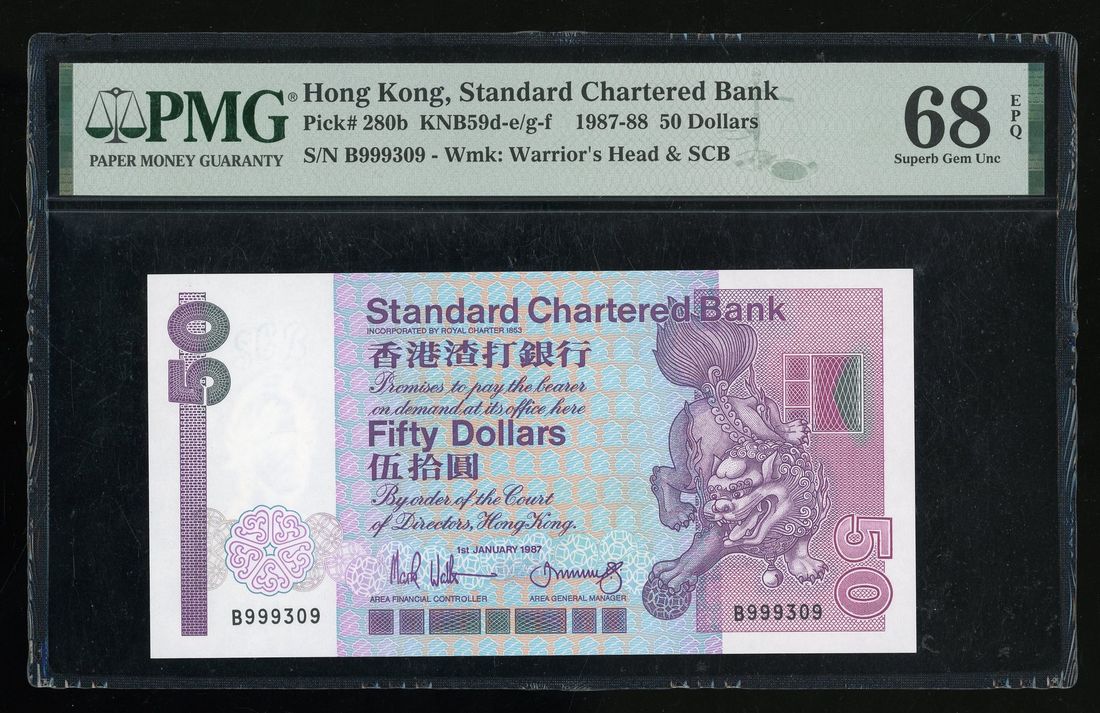 PMG®
PAPER MONEY GUARANTY
Hong Kong, Standard Chartered Bank
Pick# 280b KNB59d-e/g-f 1987-88 50 Dollars
S/N B999309 - Wmk: Warrior's Head & SCB
68
EPQ
Superb Gem Unc
50
Standard Chartered Bank
INCORPORATED BY ROYAL CHARTER 1853
香港渣打銀行
Promises to pay the bearer
on demand at its office here
Fifty Dollars
伍拾圓
By order of the Court
of Directors, Hong Kong.
1st JANUARY 1987
AREA FINANCIAL CONTROLLER
AREA GENERAL MANAGER
B999309
B999309
50